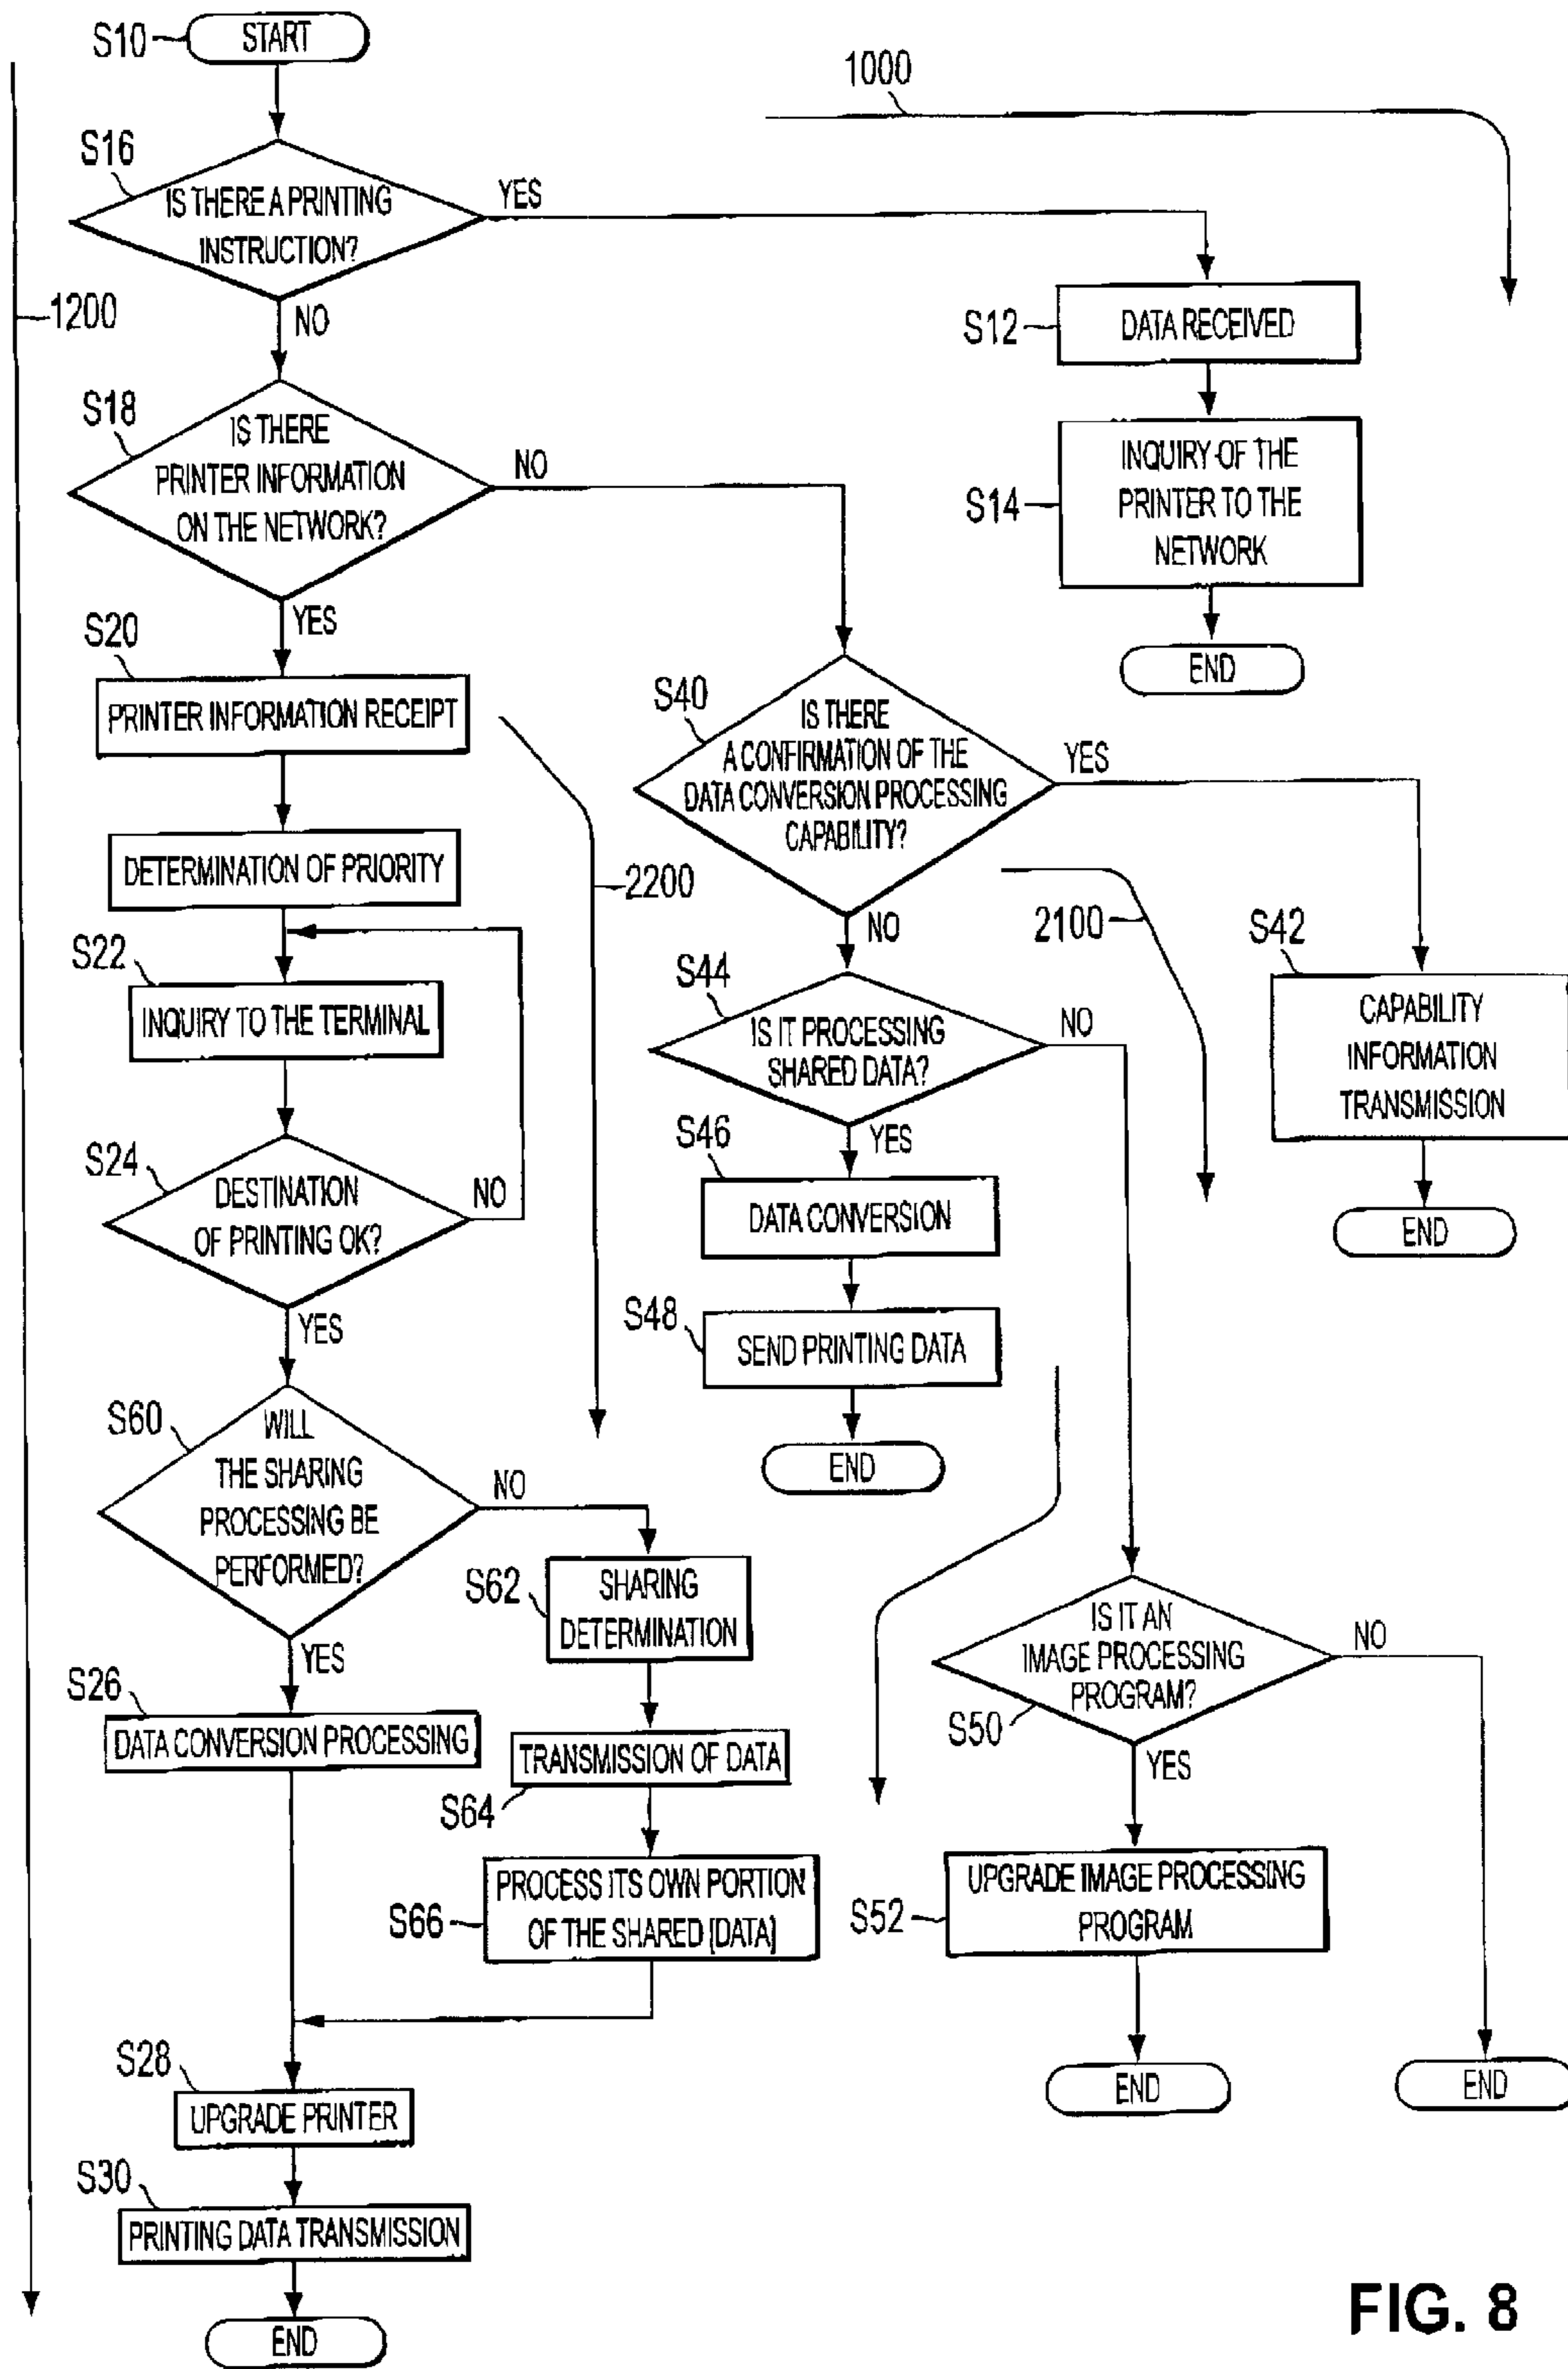 S10
START
1000
S16
IS THERE A PRINTING
INSTRUCTION?
YES
NO
1200
S12
DATA RECEIVED
S14
INQUIRY OF THE
PRINTER TO THE
NETWORK
END
S18
IS THERE
PRINTER INFORMATION
ON THE NETWORK?
NO
YES
S20
PRINTER INFORMATION RECEIPT
DETERMINATION OF PRIORITY
2200
S22
INQUIRY TO THE TERMINAL
S24
DESTINATION
OF PRINTING OK?
NO
YES
S40
IS THERE
A CONFIRMATION OF THE
DATA CONVERSION PROCESSING
CAPABILITY?
YES
NO
2100
S42
CAPABILITY
INFORMATION
TRANSMISSION
END
S44
IS IT PROCESSING
SHARED DATA?
NO
YES
S46
DATA CONVERSION
S48
SEND PRINTING DATA
END
S60
WILL
THE SHARING
PROCESSING BE
PERFORMED?
NO
YES
S62
SHARING
DETERMINATION
S26
DATA CONVERSION PROCESSING
TRANSMISSION OF DATA
S64
PROCESS ITS OWN PORTION
OF THE SHARED [DATA]
S66
IS IT AN
IMAGE PROCESSING
PROGRAM?
S50
NO
YES
UPGRADE IMAGE PROCESSING
PROGRAM
S52
END
END
S28
UPGRADE PRINTER
S30
PRINTING DATA TRANSMISSION
END
FIG. 8